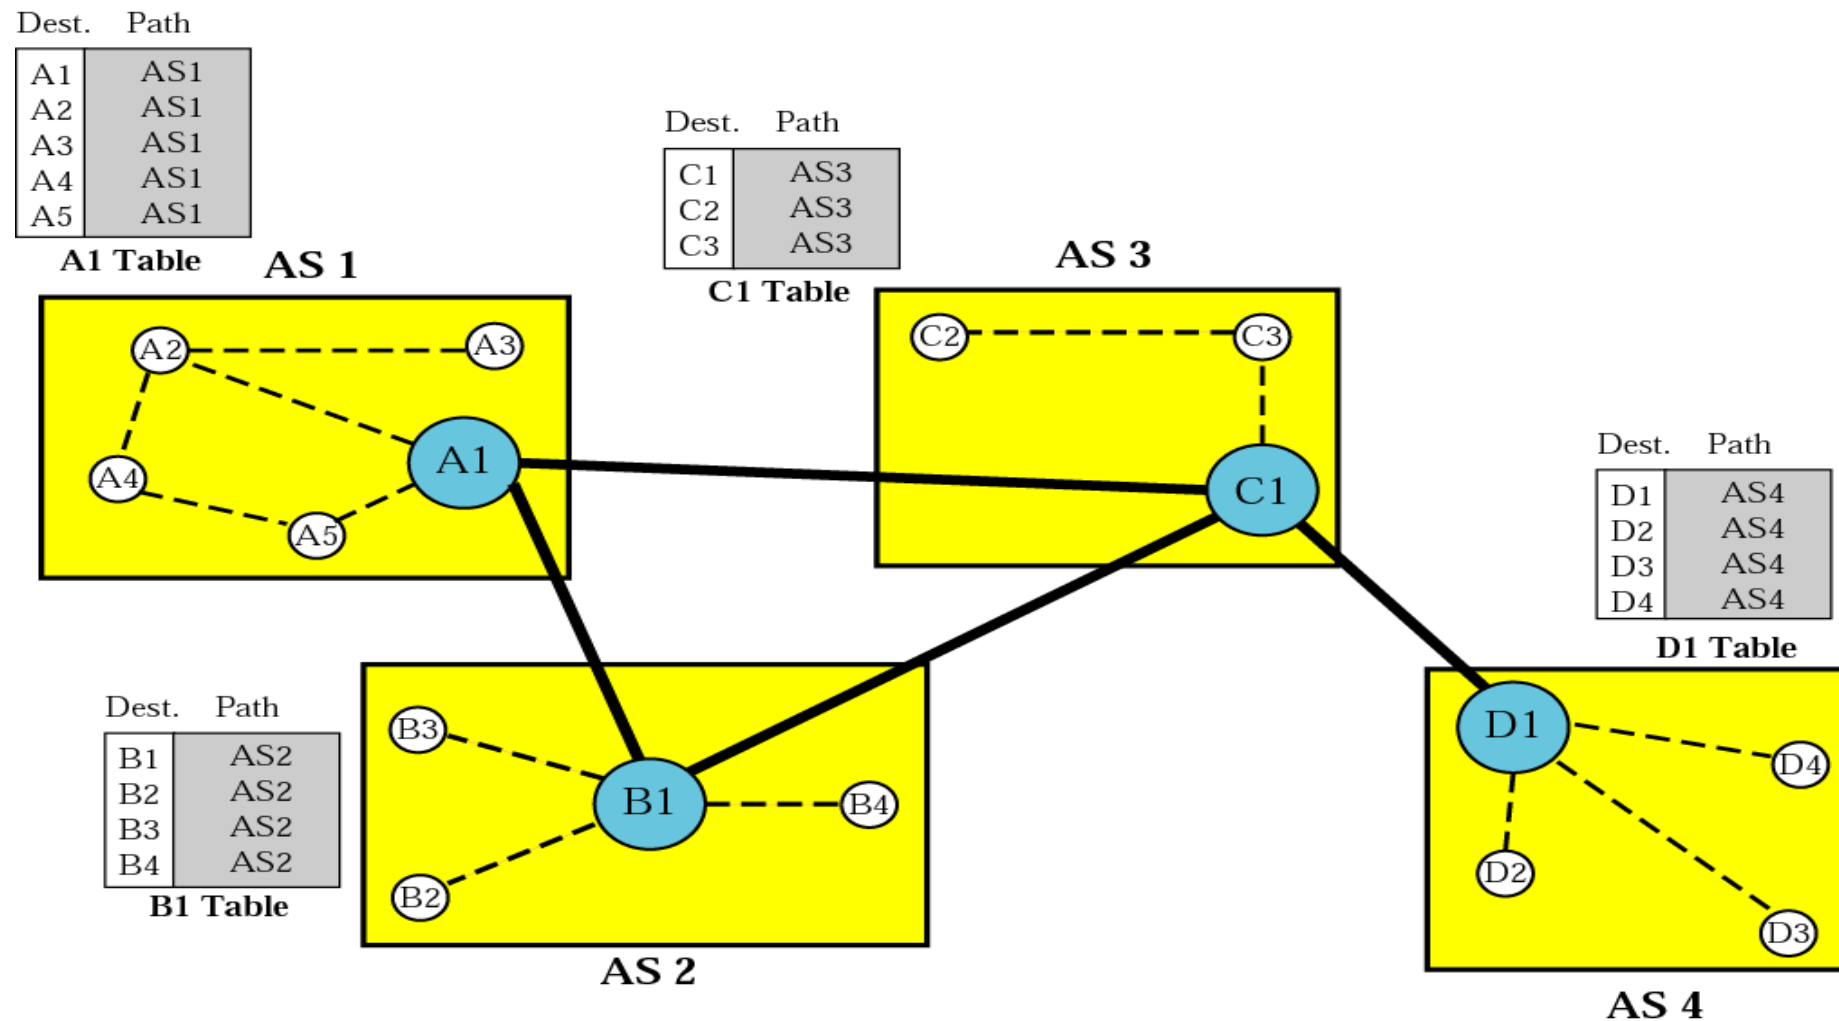 Dest. Path
A1 AS1
A2 AS1
A3 AS1
A4 AS1
A5 AS1
A1 Table
AS 1
A2
A3
A1
A4
A5
Dest. Path
C1 AS3
C2 AS3
C3 AS3
C1 Table
AS 3
C2
C3
C1
Dest. Path
D1 AS4
D2 AS4
D3 AS4
D4 AS4
D1 Table
D1
D4
D2
D3
AS 4
Dest. Path
B1 AS2
B2 AS2
B3 AS2
B4 AS2
B1 Table
B3
B1
B4
B2
AS 2